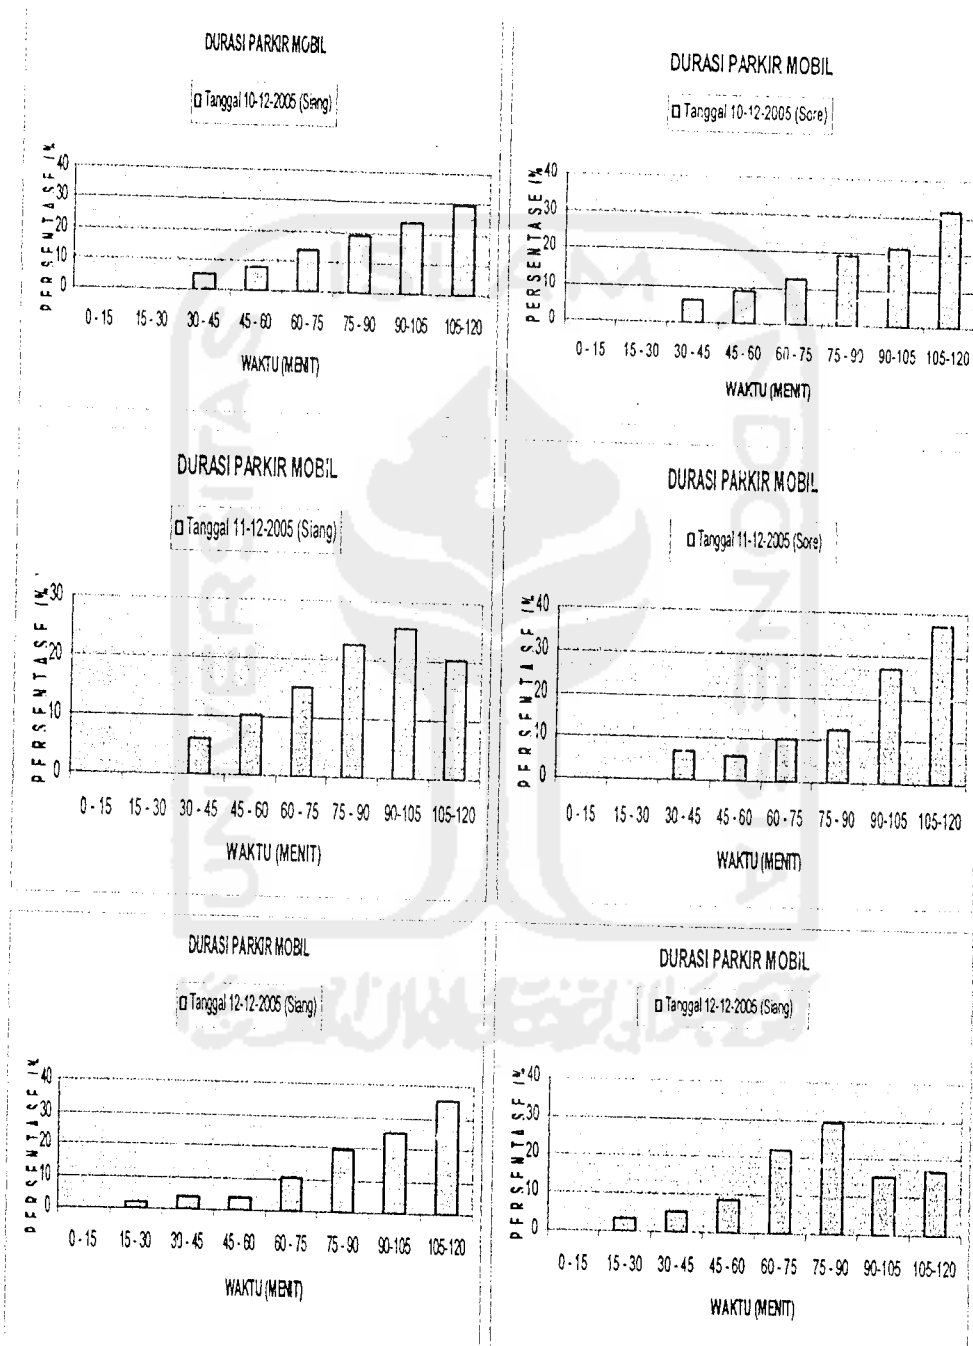 DURASI PARKIR MOBIL
Tanggal 10-12-2005 (Siang)
PERSENTASE
40
30
20
10
0
0 - 15 15 - 30 30 - 45 45 - 60 60 - 75 75 - 90 90-105 105-120
WAKTU (MENIT)
DURASI PARKIR MOBIL
Tanggal 10-12-2005 (Sore)
PERSENTASE
40
30
20
10
0
0 - 15 15 - 30 30 - 45 45 - 60 60 - 75 75 - 90 90-105 105-120
WAKTU (MENIT)
DURASI PARKIR MOBIL
Tanggal 11-12-2005 (Siang)
PERSENTASE
30
20
10
0
0 - 15 15 - 30 30 - 45 45 - 60 60 - 75 75 - 90 90-105 105-120
WAKTU (MENIT)
DURASI PARKIR MOBIL
Tanggal 11-12-2005 (Sore)
PERSENTASE
40
30
20
10
0
0 - 15 15 - 30 30 - 45 45 - 60 60 - 75 75 - 90 90-105 105-120
WAKTU (MENIT)
DURASI PARKIR MOBIL
Tanggal 12-12-2005 (Siang)
PERSENTASE
40
30
20
10
0
0 - 15 15 - 30 30 - 45 45 - 60 60 - 75 75 - 90 90-105 105-120
WAKTU (MENIT)
DURASI PARKIR MOBIL
Tanggal 12-12-2005 (Siang)
PERSENTASE
40
30
20
10
0
0 - 15 15 - 30 30 - 45 45 - 60 60 - 75 75 - 90 90-105 105-120
WAKTU (MENIT)
ISLAM
UNIVERSITAS
INDONESIA